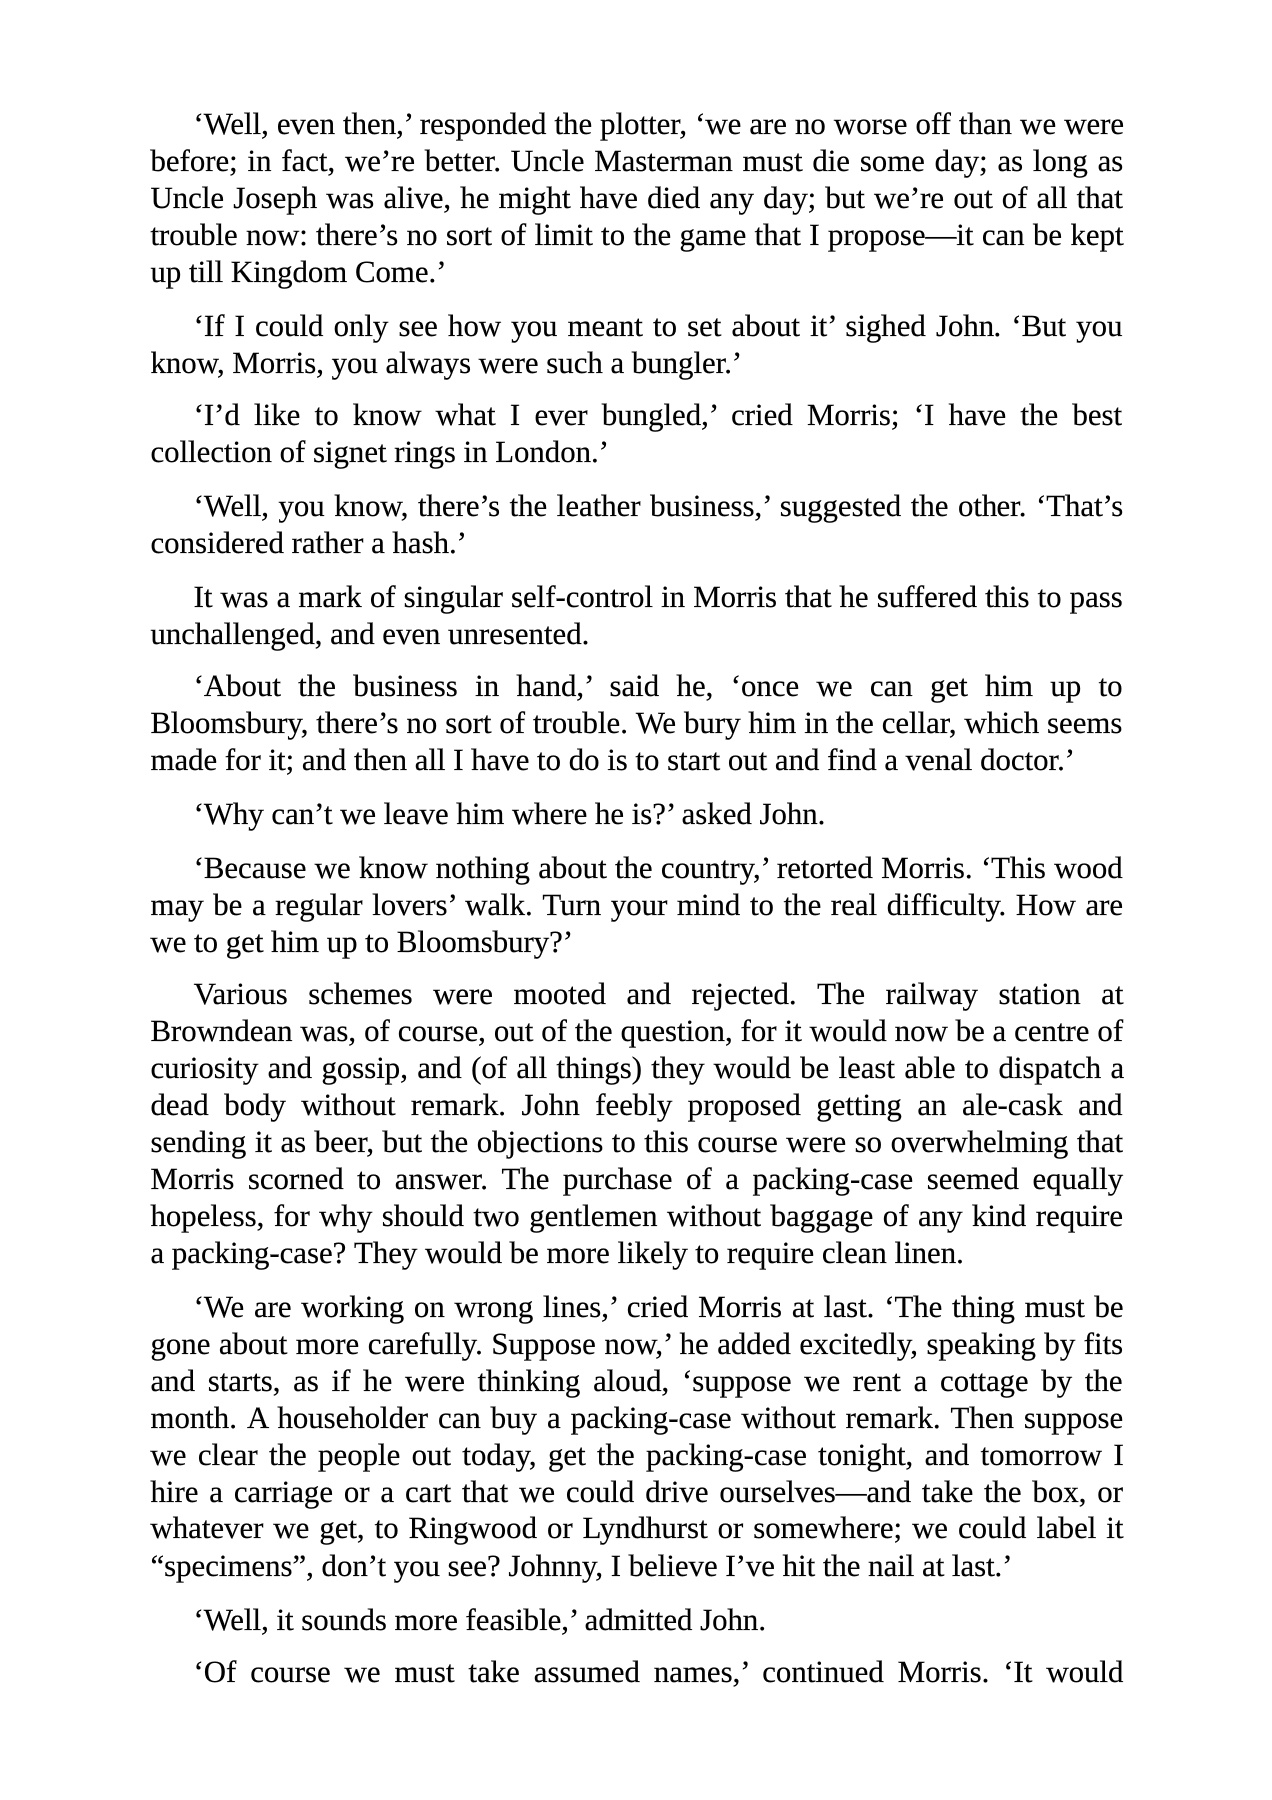 ‘Well, even then,’ responded the plotter, ‘we are no worse off than we were
before; in fact, we’re better. Uncle Masterman must die some day; as long as
Uncle Joseph was alive, he might have died any day; but we’re out of all that
trouble now: there’s no sort of limit to the game that I propose—it can be kept
up till Kingdom Come.’
‘If I could only see how you meant to set about it’ sighed John. ‘But you
know, Morris, you always were such a bungler.’
‘I’d like to know what I ever bungled,’ cried Morris; ‘I have the best
collection of signet rings in London.’
‘Well, you know, there’s the leather business,’ suggested the other. ‘That’s
considered rather a hash.’
It was a mark of singular self-control in Morris that he suffered this to pass
unchallenged, and even unresented.
‘About the business in hand,’ said he, ‘once we can get him up to
Bloomsbury, there’s no sort of trouble. We bury him in the cellar, which seems
made for it; and then all I have to do is to start out and find a venal doctor.’
‘Why can’t we leave him where he is?’ asked John.
‘Because we know nothing about the country,’ retorted Morris. ‘This wood
may be a regular lovers’ walk. Turn your mind to the real difficulty. How are
we to get him up to Bloomsbury?’
Various schemes were mooted and rejected. The railway station at
Browndean was, of course, out of the question, for it would now be a centre of
curiosity and gossip, and (of all things) they would be least able to dispatch a
dead body without remark. John feebly proposed getting an ale-cask and
sending it as beer, but the objections to this course were so overwhelming that
Morris scorned to answer. The purchase of a packing-case seemed equally
hopeless, for why should two gentlemen without baggage of any kind require
a packing-case? They would be more likely to require clean linen.
‘We are working on wrong lines,’ cried Morris at last. ‘The thing must be
gone about more carefully. Suppose now,’ he added excitedly, speaking by fits
and starts, as if he were thinking aloud, ‘suppose we rent a cottage by the
month. A householder can buy a packing-case without remark. Then suppose
we clear the people out today, get the packing-case tonight, and tomorrow I
hire a carriage or a cart that we could drive ourselves—and take the box, or
whatever we get, to Ringwood or Lyndhurst or somewhere; we could label it
“specimens”, don’t you see? Johnny, I believe I’ve hit the nail at last.’
‘Well, it sounds more feasible,’ admitted John.
‘Of course we must take assumed names,’ continued Morris. ‘It would